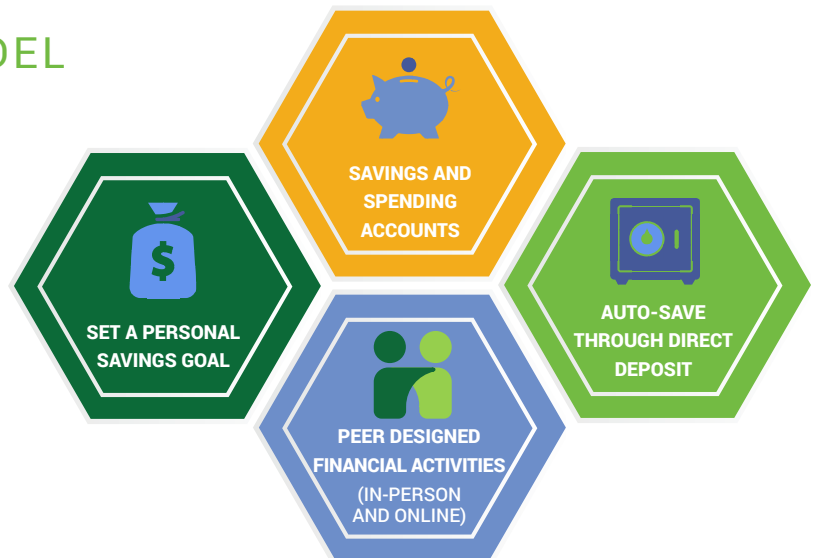 SAVINGS AND
SPENDING
ACCOUNTS
SET A PERSONAL
SAVINGS GOAL
$
AUTO-SAVE
THROUGH DIRECT
DEPOSIT
PEER DESIGNED
FINANCIAL ACTIVITIES
(IN-PERSON
AND ONLINE)